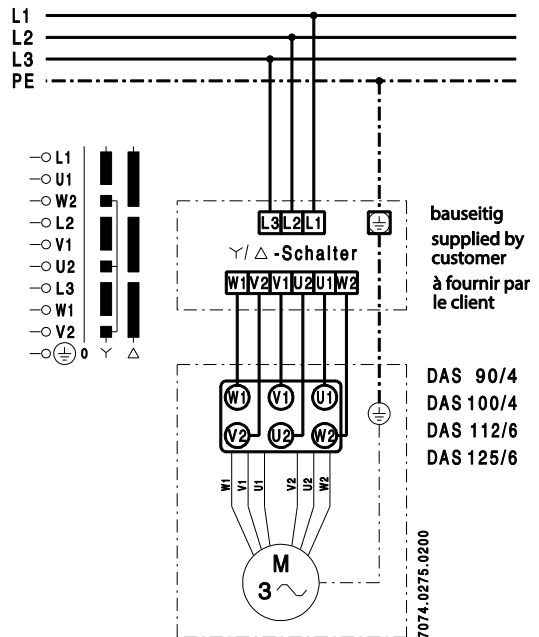 L1
L2
L3
PE
L1
U1
W2
L2
V1
U2
L3
W1
V2
0 Y △
L3 L2 L1
Y/△-Schalter
W1 V2 V1 U2 U1 W2
bauseitig
supplied by
customer
à fournir par
le client
W1 V1 U1
V2 U2 W2
W1 V1 U1 V2 U2 W2
M
3
DAS 90/4
DAS 100/4
DAS 112/6
DAS 125/6
7074.0275.0200